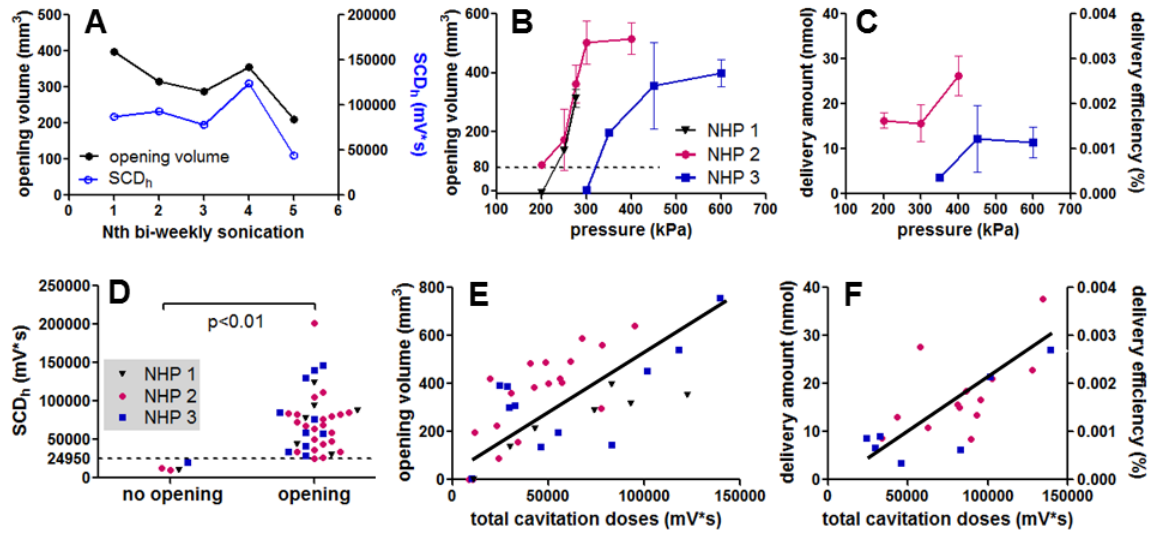 A
opening volume (mm³)
500
400
300
200
100
0
200000
150000
100000
50000
0
SCDₕ (mV*s)
opening volume
SCDₕ
0 1 2 3 4 5 6
Nth bi-weekly sonication
B
opening volume (mm³)
600
400
200
80
0
NHP 1
NHP 2
NHP 3
100 200 300 400 500 600 700
pressure (kPa)
C
delivery amount (nmol)
50
40
30
20
10
0
0.004
0.003
0.002
0.001
0.000
delivery efficiency (%)
100 200 300 400 500 600 700
pressure (kPa)
D
SCDₕ (mV*s)
250000
200000
150000
100000
50000
24950
0
p<0.01
NHP 1
NHP 2
NHP 3
no opening opening
E
opening volume (mm³)
800
600
400
200
0
0 50000 100000 150000
total cavitation doses (mV*s)
F
delivery amount (nmol)
40
30
20
10
0
0.004
0.003
0.002
0.001
0.000
delivery efficiency (%)
0 50000 100000 150000
total cavitation doses (mV*s)